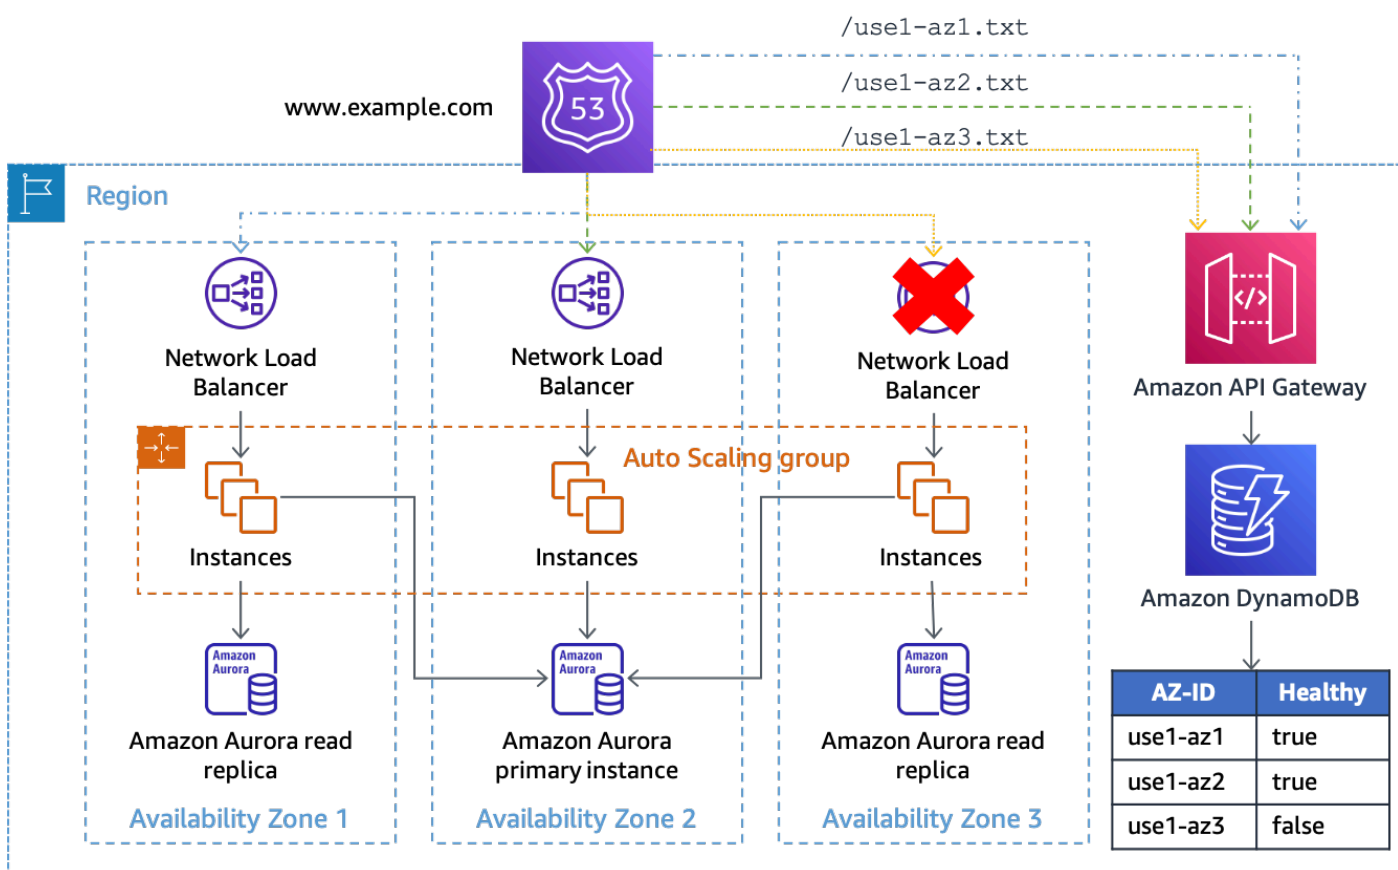 /use1-az1.txt
/use1-az2.txt
/use1-az3.txt
www.example.com
53
Region
Network Load
Balancer
Network Load
Balancer
Network Load
Balancer
</>
Amazon API Gateway
Auto Scaling group
Instances
Instances
Instances
Amazon DynamoDB
Amazon
Aurora
Amazon
Aurora
Amazon
Aurora
Amazon Aurora read
replica
Amazon Aurora
primary instance
Amazon Aurora read
replica
Availability Zone 1
Availability Zone 2
Availability Zone 3
AZ-ID Healthy
use1-az1 true
use1-az2 true
use1-az3 false